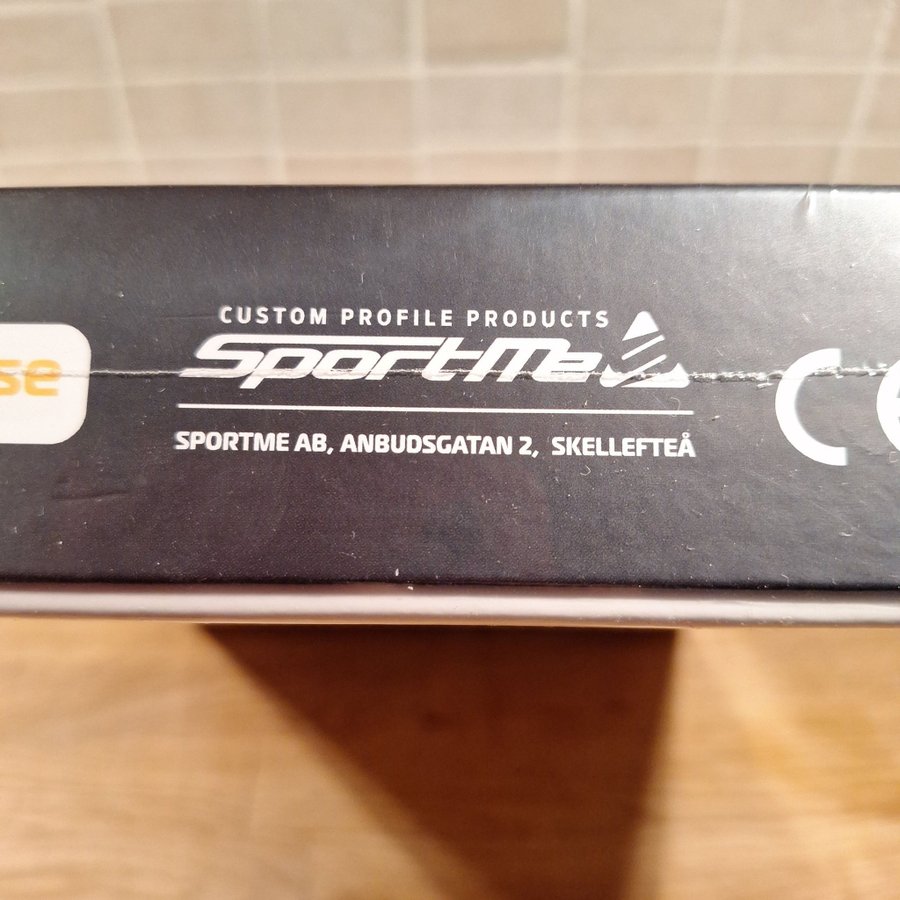 CUSTOM PROFILE PRODUCTS
SportMe
se
SPORTME AB, ANBUDSGATAN 2, SKELLEFTEÅ
CE